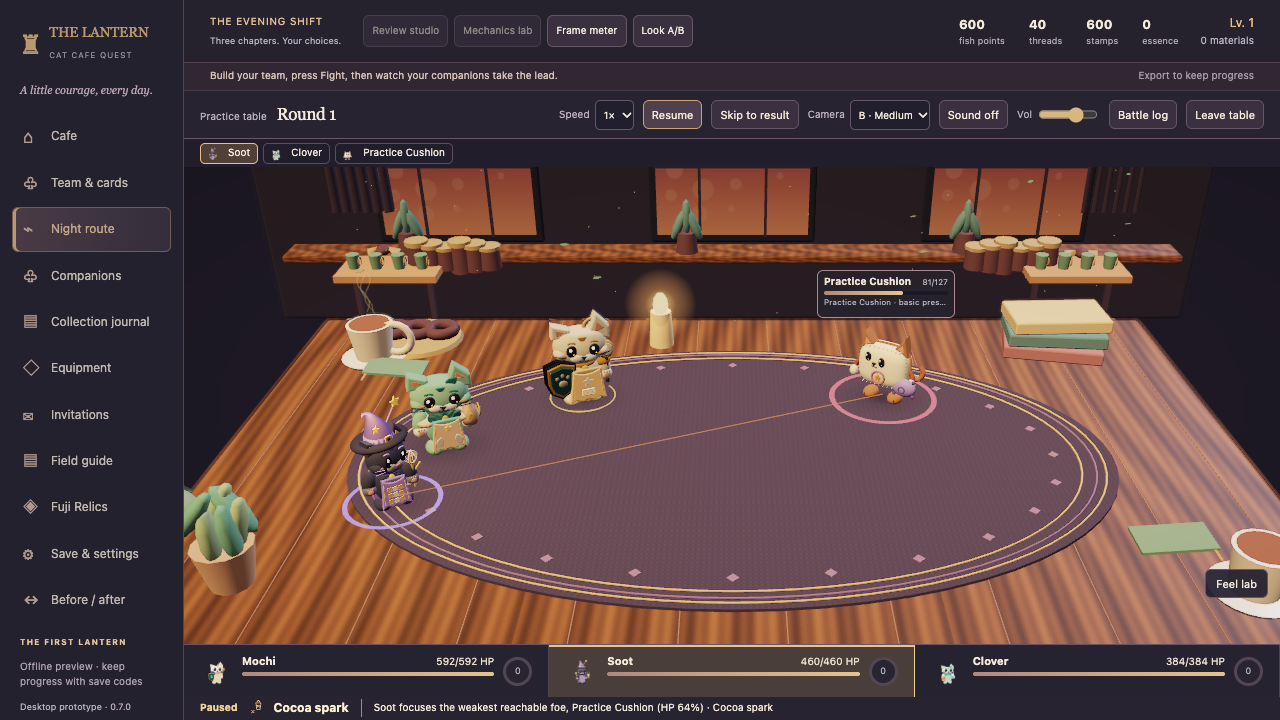 THE LANTERN
CAT CAFE QUEST
A little courage, every day.
Cafe
Team & cards
Night route
Companions
Collection journal
Equipment
Invitations
Field guide
Fuji Relics
Save & settings
Before / after
THE FIRST LANTERN
Offline preview · keep
progress with save codes
Desktop prototype · 0.7.0
THE EVENING SHIFT
Three chapters. Your choices.
Review studio
Mechanics lab
Frame meter
Look A/B
600
fish points
40
threads
600
stamps
0
essence
Lv. 1
0 materials
Build your team, press Fight, then watch your companions take the lead.
Export to keep progress
Practice table
Round 1
Speed
1x
Resume
Skip to result
Camera
B · Medium
Sound off
Vol
Battle log
Leave table
Soot
Clover
Practice Cushion
Practice Cushion 81/127
Practice Cushion · basic pres...
Feel lab
Mochi
592/592 HP
0
Soot
460/460 HP
0
Clover
384/384 HP
0
Paused
Cocoa spark
Soot focuses the weakest reachable foe, Practice Cushion (HP 64%) · Cocoa spark